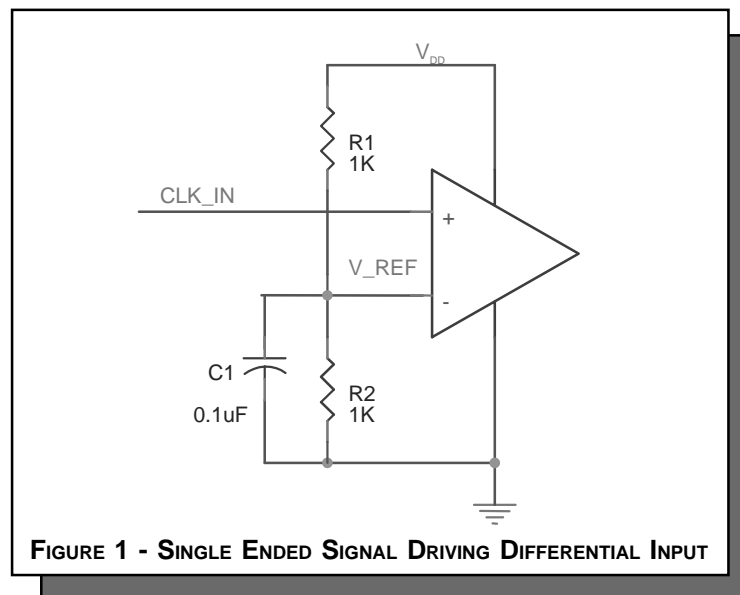 VDD
R1
1K
CLK_IN
+
V_REF
-
C1
0.1uF
R2
1K
FIGURE 1 - SINGLE ENDED SIGNAL DRIVING DIFFERENTIAL INPUT